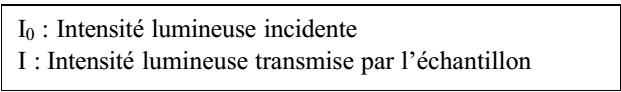 I₀ : Intensité lumineuse incidente
I : Intensité lumineuse transmise par l’échantillon